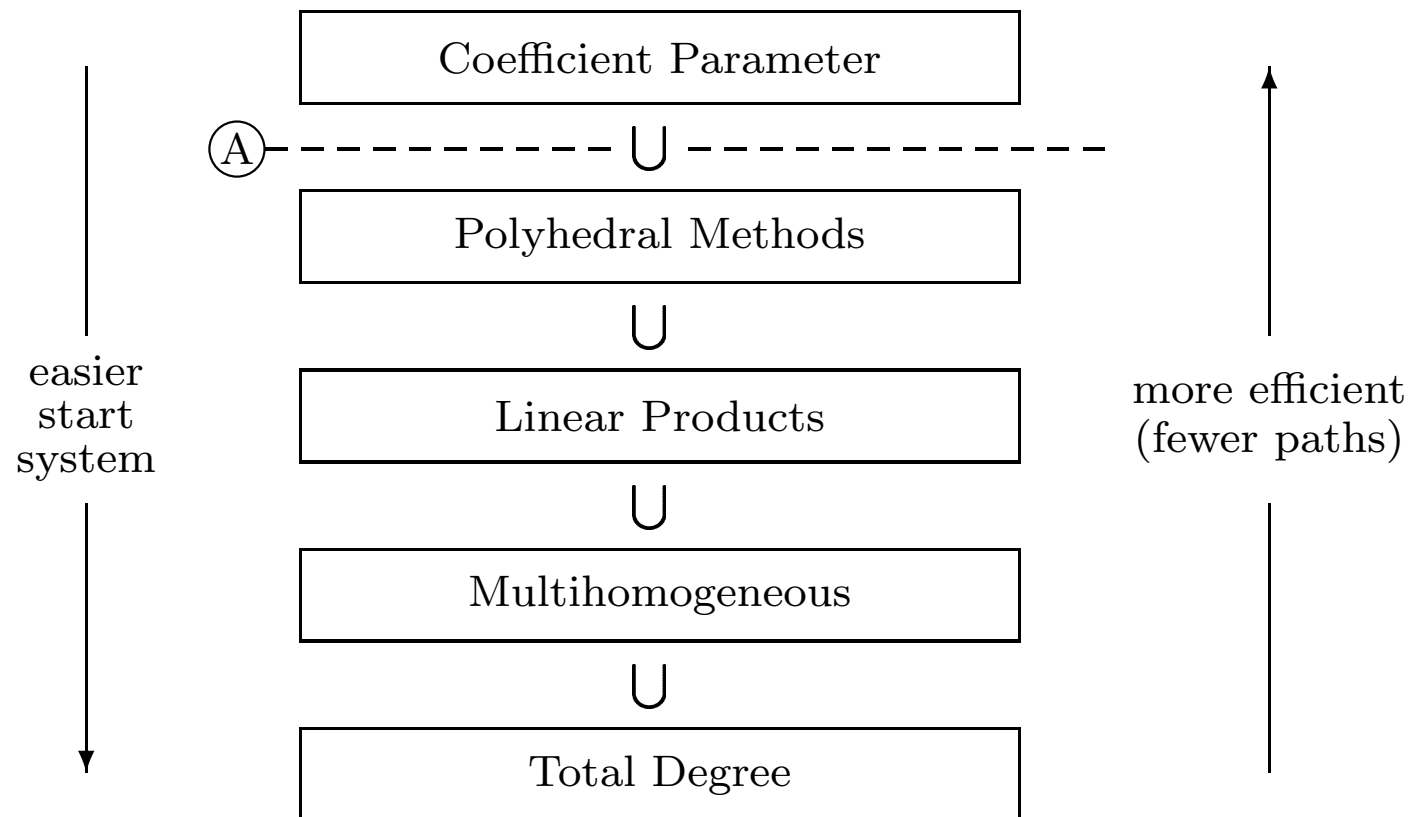 Coefficient Parameter
A
∪
Polyhedral Methods
∪
easier
start
system
Linear Products
more efficient
(fewer paths)
∪
Multihomogeneous
∪
Total Degree